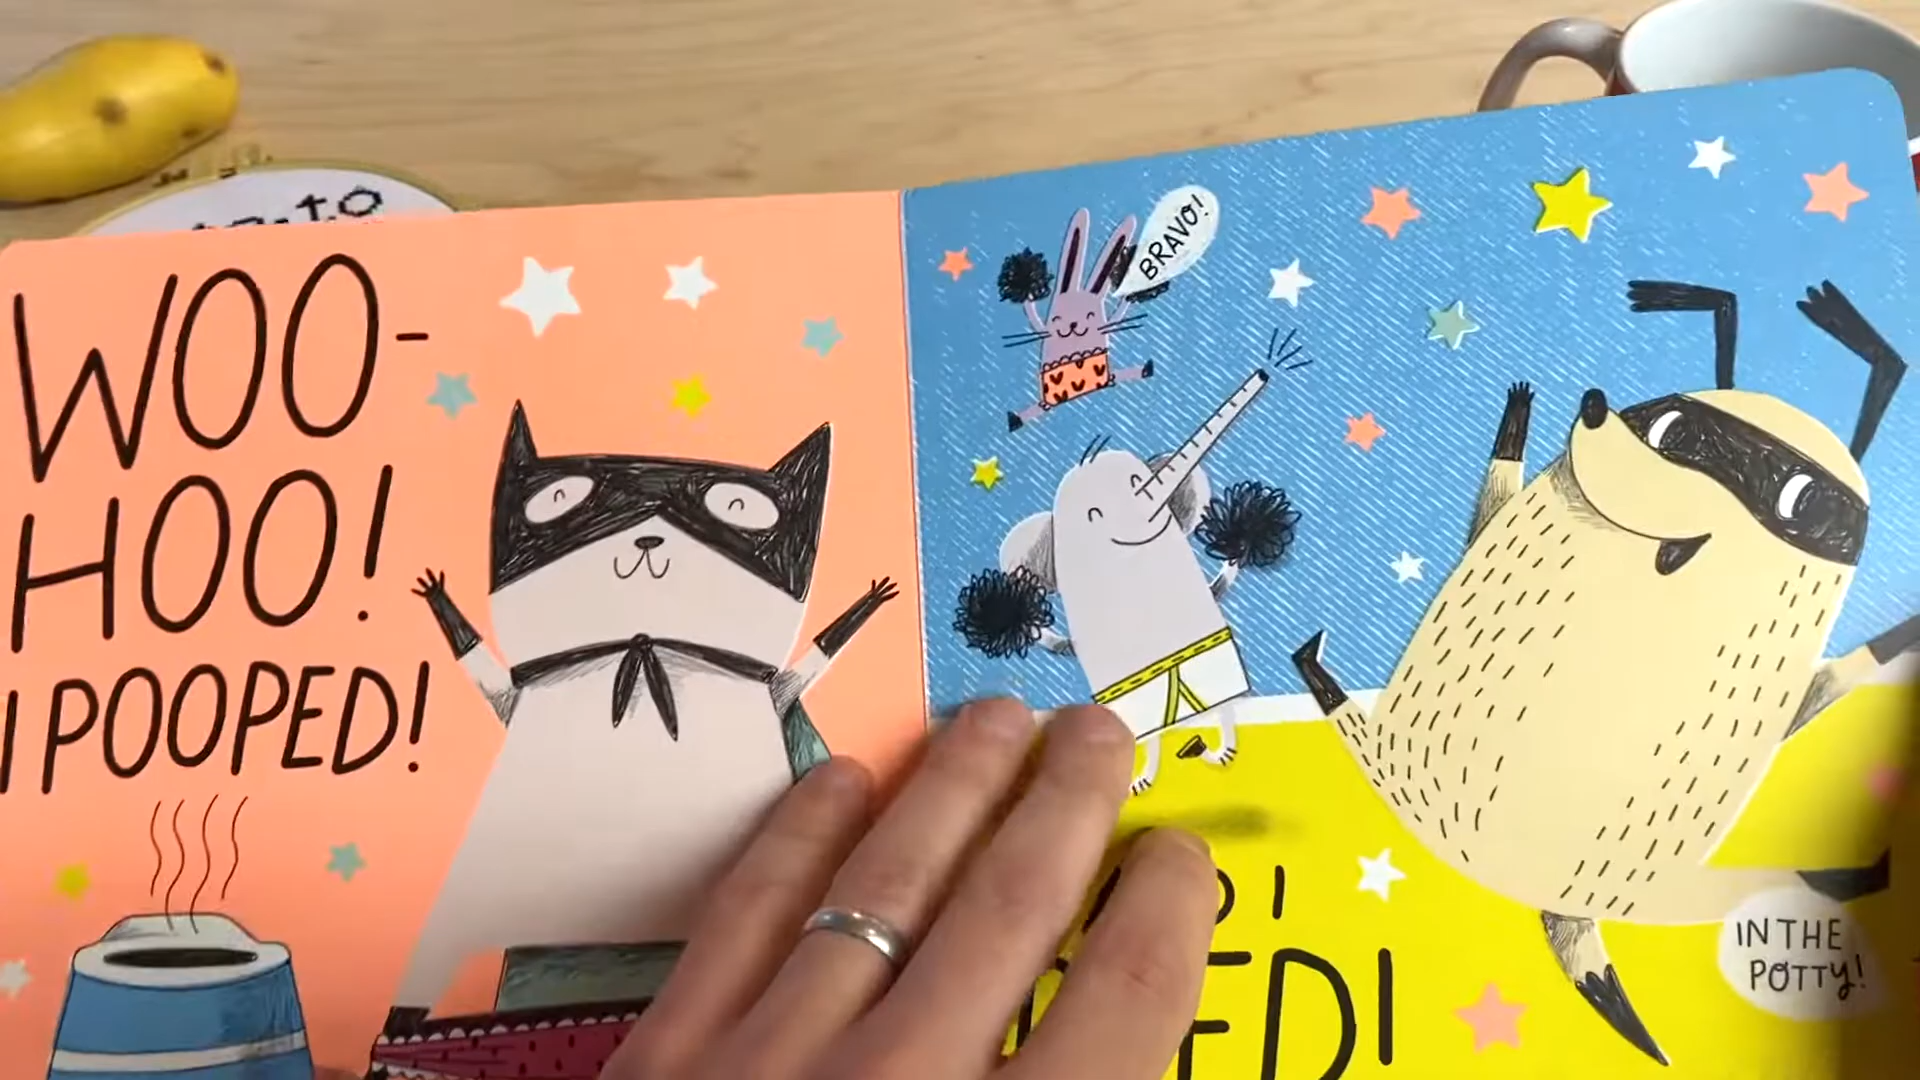 WOO-
HOO!
I POOPED!
BRAVO!
IN THE
POTTY!